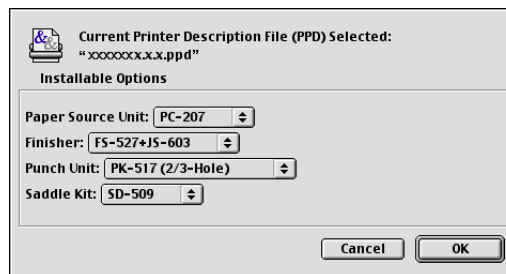 Current Printer Description File (PPD) Selected:
“xxxxxxx.x.x.ppd”
Installable Options
Paper Source Unit: PC-207
Finisher: FS-527+JS-603
Punch Unit: PK-517 (2/3-Hole)
Saddle Kit: SD-509
Cancel OK